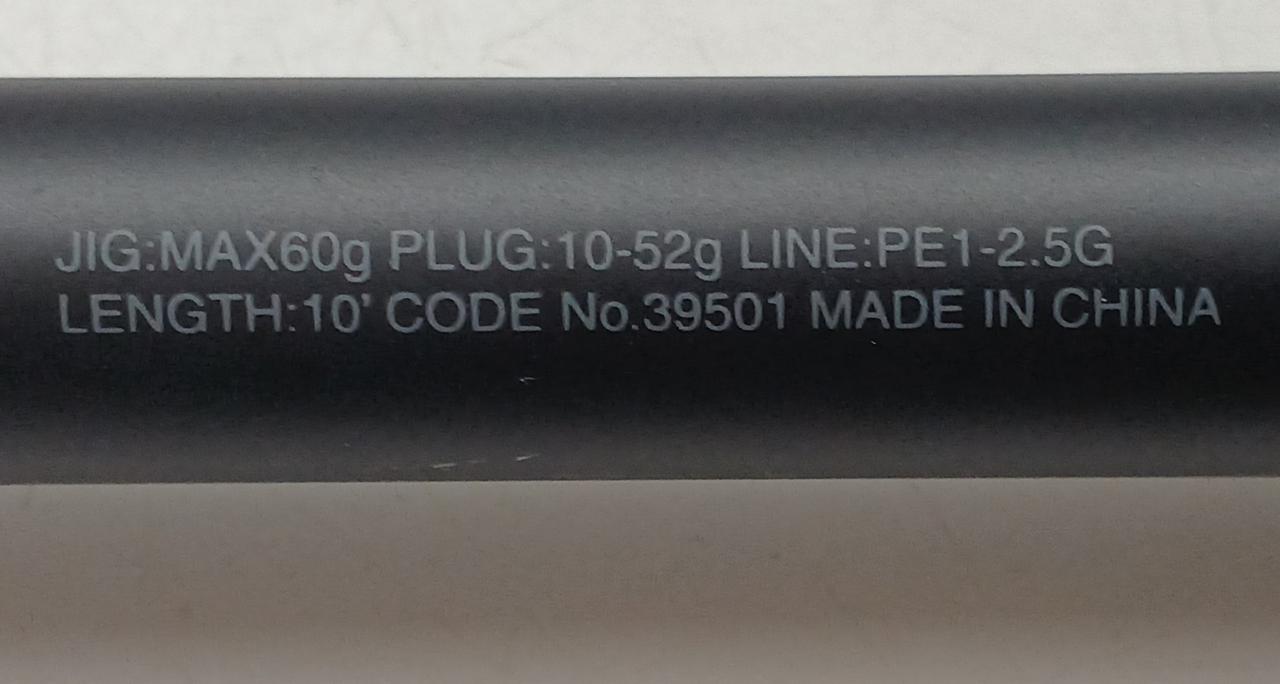 JIG:MAX60g PLUG:10-52g LINE:PE1-2.5G
LENGTH:10' CODE No.39501 MADE IN CHINA